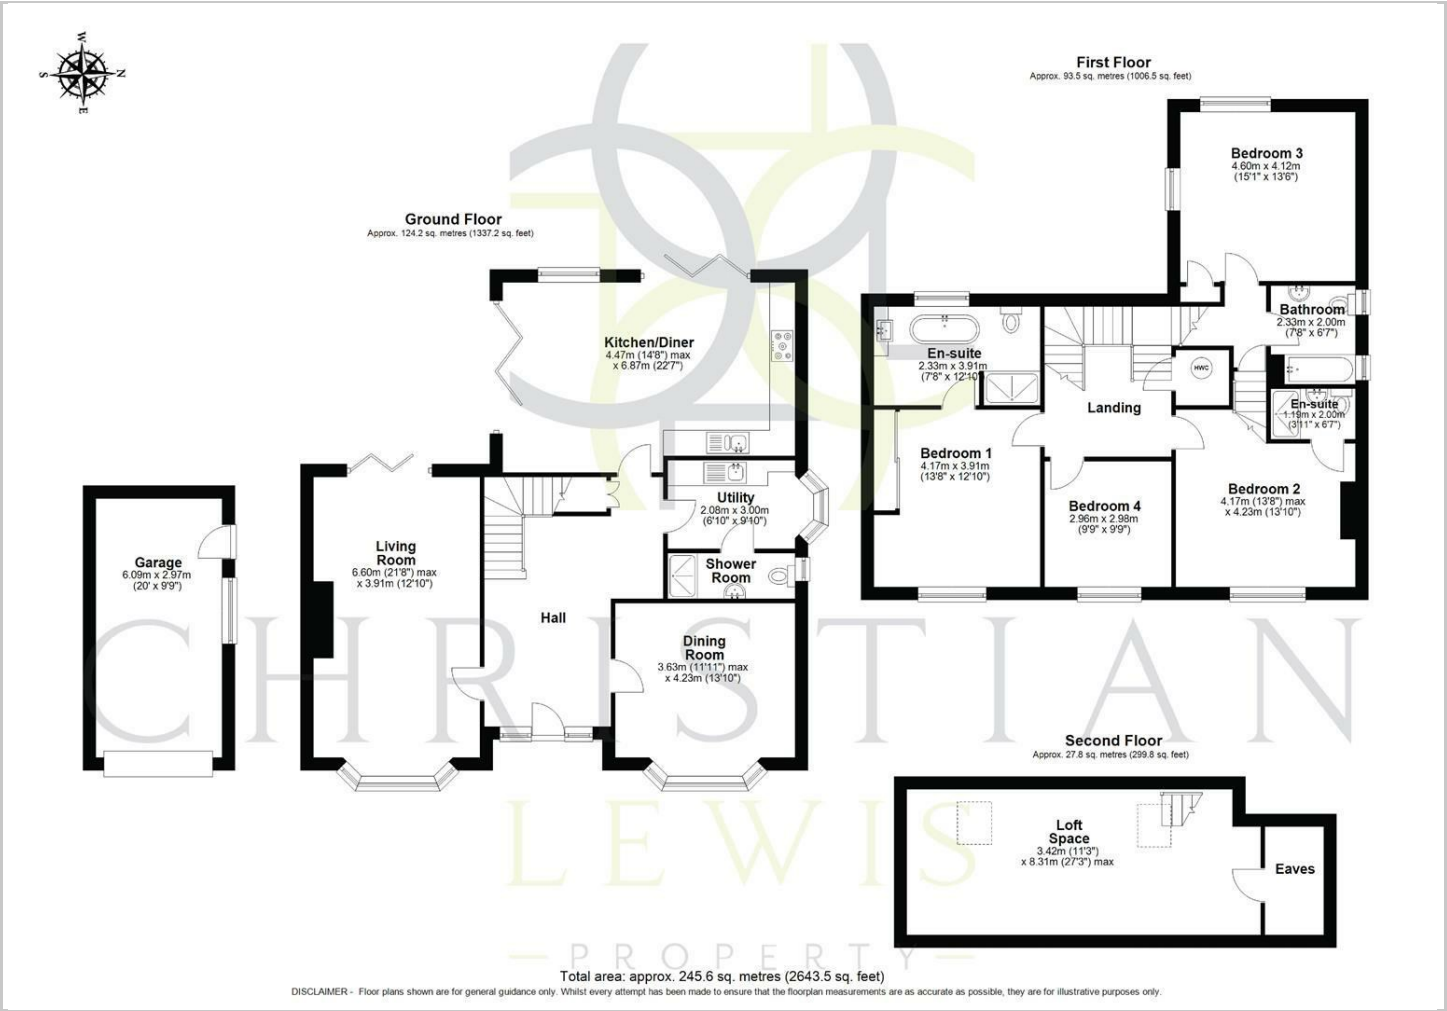 W
S
N
E
First Floor
Approx. 93.5 sq. metres (1006.5 sq. feet)
Bedroom 3
4.60m x 4.12m
(15'1" x 13'6")
Ground Floor
Approx. 124.2 sq. metres (1337.2 sq. feet)
Kitchen/Diner
4.47m (14'8") max
x 6.87m (22'7")
En-suite
2.33m x 3.91m
(7'8" x 12'10")
Bathroom
2.33m x 2.00m
(7'8" x 6'7")
HWC
Landing
En-suite
1.19m x 2.00m
(3'11" x 6'7")
Bedroom 1
4.17m x 3.91m
(13'8" x 12'10")
Bedroom 4
2.96m x 2.98m
(9'9" x 9'9")
Bedroom 2
4.17m (13'8") max
x 4.23m (13'10")
Utility
2.08m x 3.00m
(6'10" x 9'10")
Shower
Room
Garage
6.09m x 2.97m
(20' x 9'9")
Living
Room
6.60m (21'8") max
x 3.91m (12'10")
Hall
Dining
Room
3.63m (11'11") max
x 4.23m (13'10")
CHRISTIAN
LEWIS
PROPERTY
Second Floor
Approx. 27.8 sq. metres (299.8 sq. feet)
Loft
Space
3.42m (11'3")
x 8.31m (27'3") max
Eaves
Total area: approx. 245.6 sq. metres (2643.5 sq. feet)
DISCLAIMER - Floor plans shown are for general guidance only. Whilst every attempt has been made to ensure that the floorplan measurements are as accurate as possible, they are for illustrative purposes only.